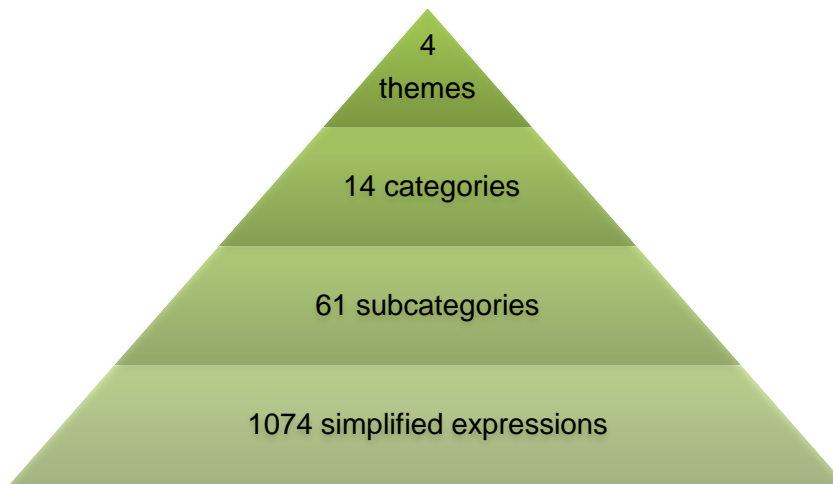 4
themes
14 categories
61 subcategories
1074 simplified expressions